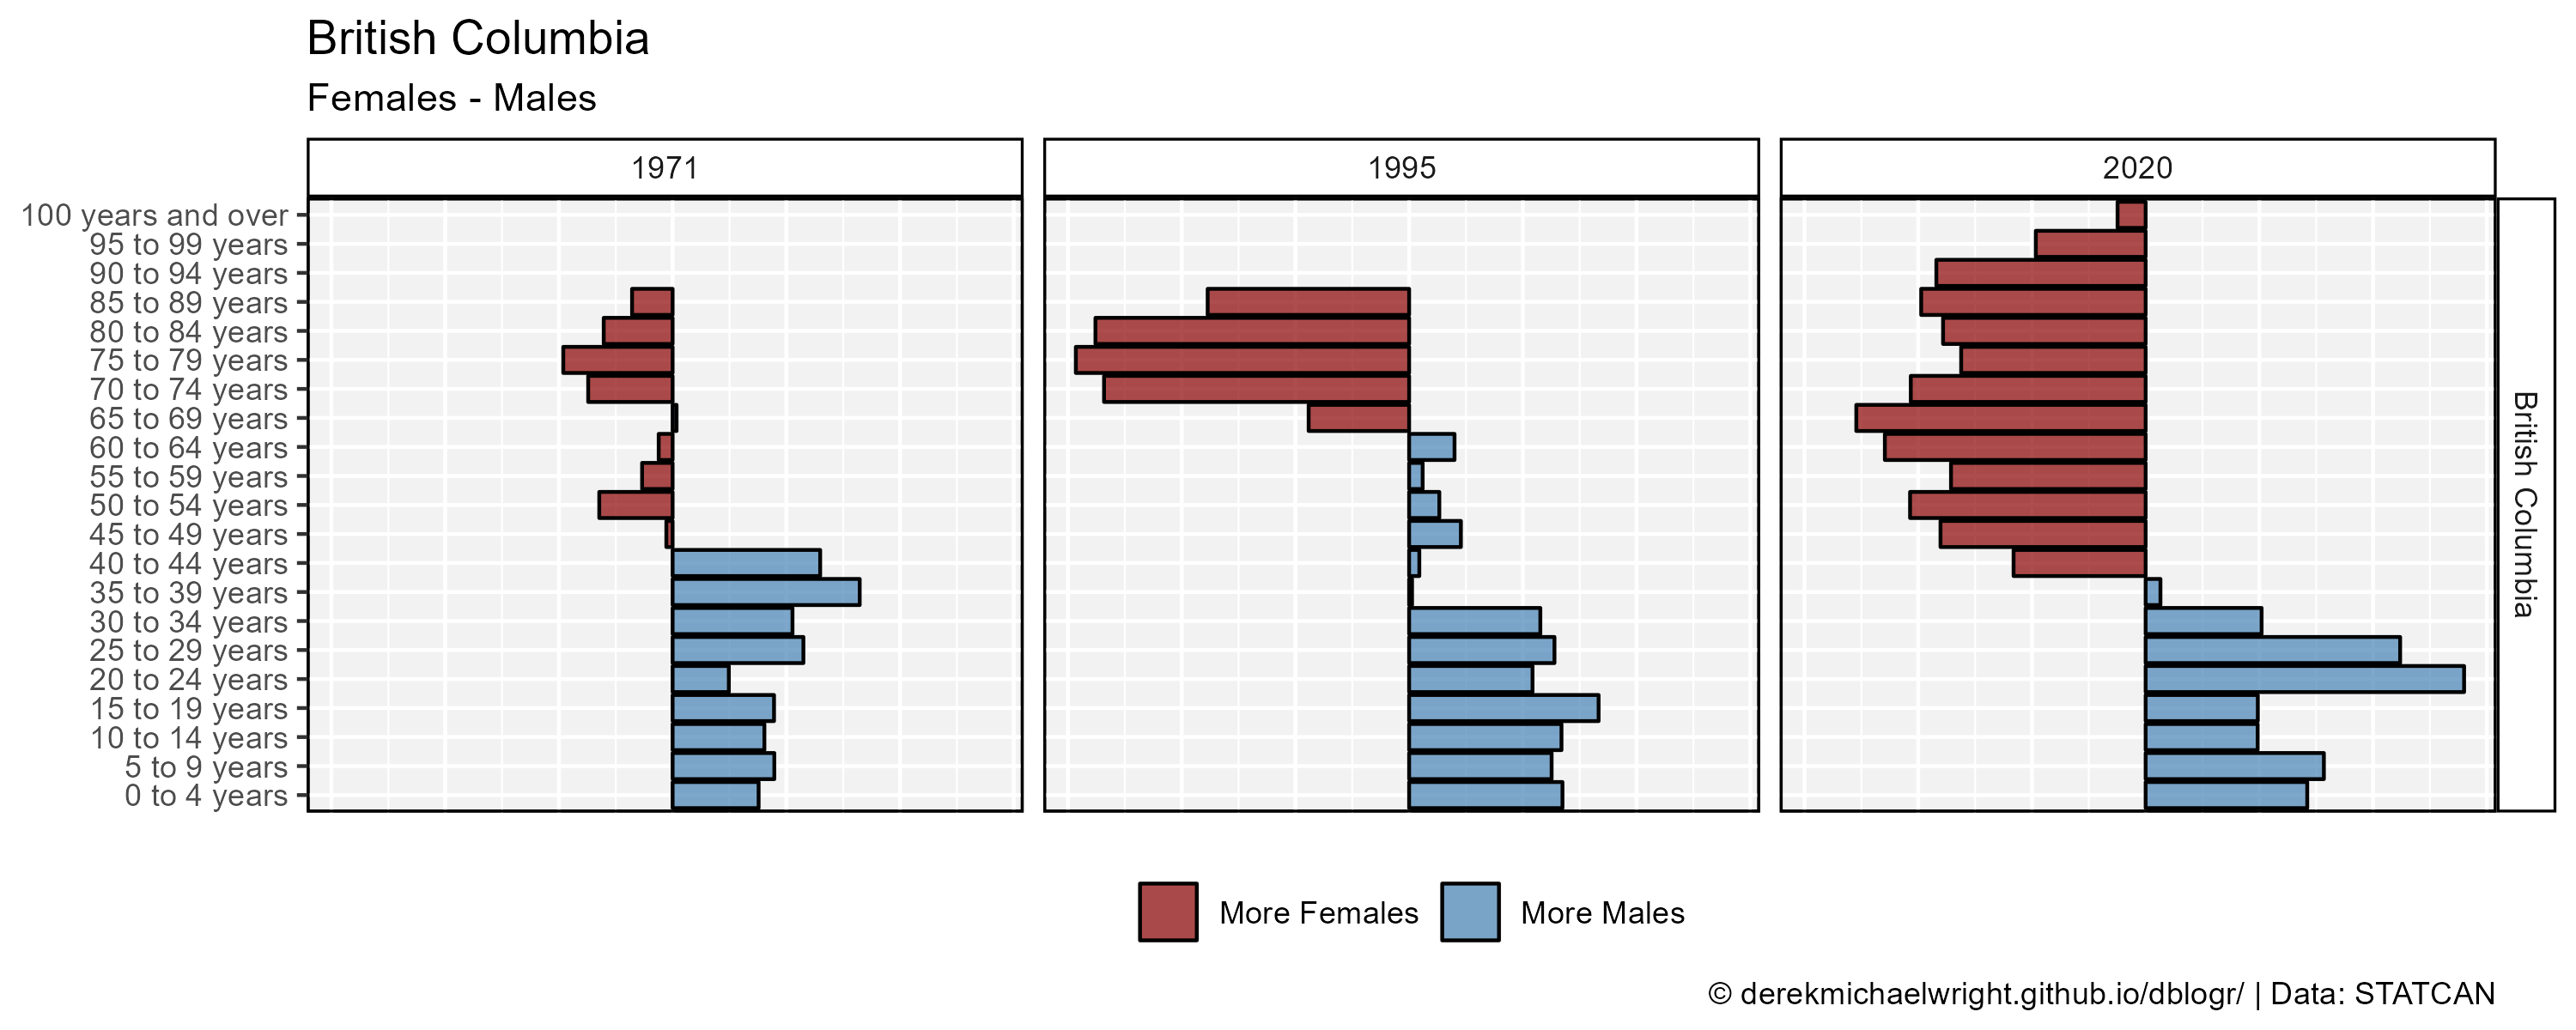 British Columbia
Females - Males
1971
1995
2020
100 years and over
95 to 99 years
90 to 94 years
85 to 89 years
80 to 84 years
75 to 79 years
70 to 74 years
65 to 69 years
60 to 64 years
55 to 59 years
50 to 54 years
45 to 49 years
40 to 44 years
35 to 39 years
30 to 34 years
25 to 29 years
20 to 24 years
15 to 19 years
10 to 14 years
5 to 9 years
0 to 4 years
British Columbia
More Females
More Males
© derekmichaelwright.github.io/dblogr/ | Data: STATCAN